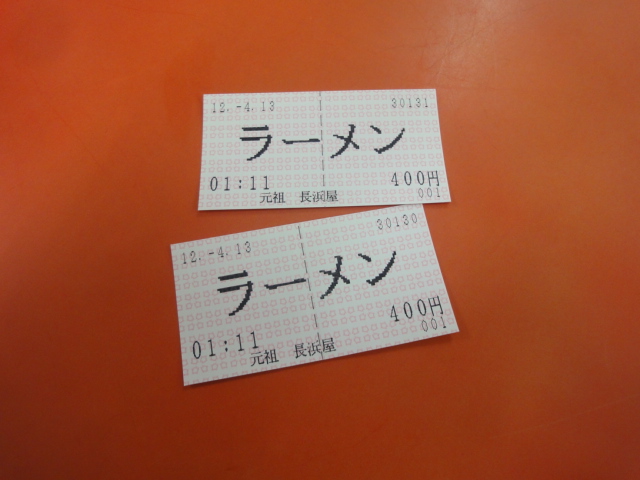 12.-4.13 30131
ラーメン
01:11 400円
元祖 長浜屋 001
12.-4.13 30130
ラーメン
01:11 400円
元祖 長浜屋 001